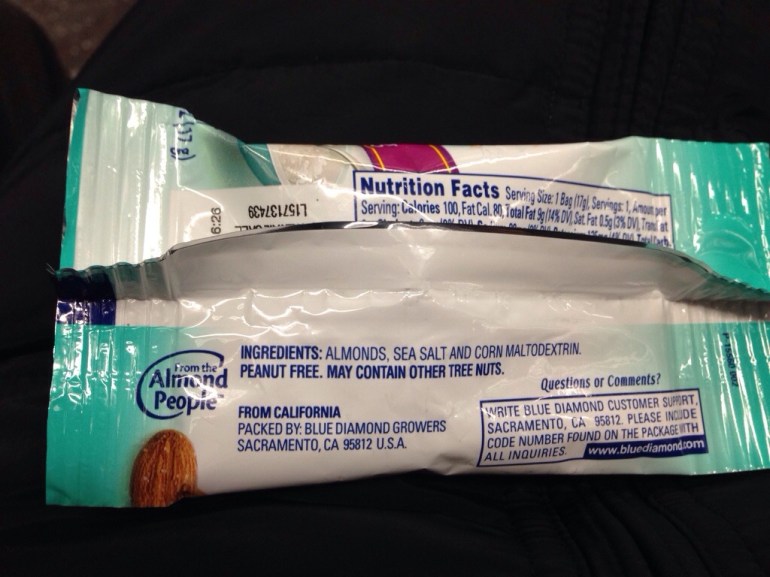 Nutrition Facts Serving Size: 1 Bag (17g), Servings: 1, Amount per
Serving: Calories 100, Fat Cal. 80, Total Fat 9g (14% DV), Sat. Fat 0.5g (3% DV),
L157137439
6:26
From the
Almond
People
INGREDIENTS: ALMONDS, SEA SALT AND CORN MALTODEXTRIN.
PEANUT FREE. MAY CONTAIN OTHER TREE NUTS.
FROM CALIFORNIA
PACKED BY: BLUE DIAMOND GROWERS
SACRAMENTO, CA 95812 U.S.A.
Questions or Comments?
WRITE BLUE DIAMOND CUSTOMER SUPPORT,
SACRAMENTO, CA 95812. PLEASE INCLUDE
CODE NUMBER FOUND ON THE PACKAGE WITH
ALL INQUIRIES. www.bluediamond.com